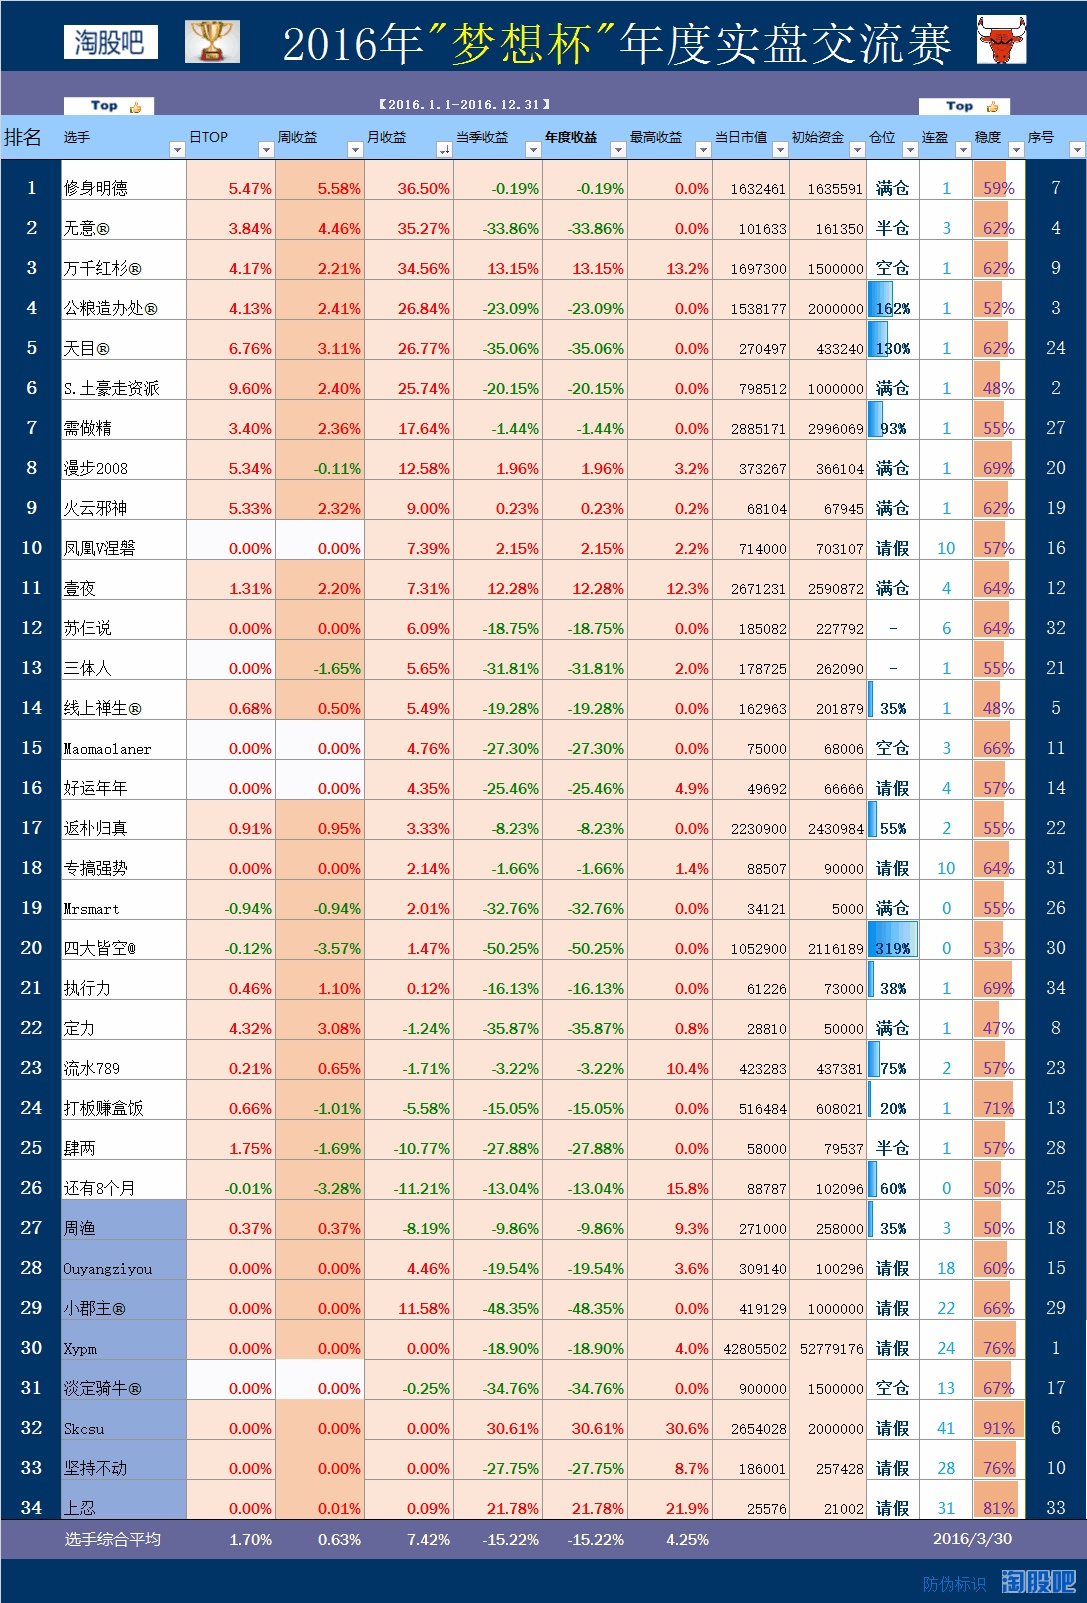 淘股吧 2016年"梦想杯"年度实盘交流赛
Top 【2016.1.1-2016.12.31】 Top
排名 选手 日TOP 周收益 月收益 当季收益 年度收益 最高收益 当日市值 初始资金 仓位 连盈 稳度 序号
1 修身明德 5.47% 5.58% 36.50% -0.19% -0.19% 0.0% 1632461 1635591 满仓 1 59% 7
2 无意® 3.84% 4.46% 35.27% -33.86% -33.86% 0.0% 101633 161350 半仓 3 62% 4
3 万千红杉® 4.17% 2.21% 34.56% 13.15% 13.15% 13.2% 1697300 1500000 空仓 1 62% 9
4 公粮造办处® 4.13% 2.41% 26.84% -23.09% -23.09% 0.0% 1538177 2000000 162% 1 52% 3
5 天目® 6.76% 3.11% 26.77% -35.06% -35.06% 0.0% 270497 433240 130% 1 62% 24
6 S.土豪走资派 9.60% 2.40% 25.74% -20.15% -20.15% 0.0% 798512 1000000 满仓 1 48% 2
7 需做精 3.40% 2.36% 17.64% -1.44% -1.44% 0.0% 2885171 2996069 93% 1 55% 27
8 漫步2008 5.34% -0.11% 12.58% 1.96% 1.96% 3.2% 373267 366104 满仓 1 69% 20
9 火云邪神 5.33% 2.32% 9.00% 0.23% 0.23% 0.2% 68104 67945 满仓 1 62% 19
10 凤凰V涅磐 0.00% 0.00% 7.39% 2.15% 2.15% 2.2% 714000 703107 请假 10 57% 16
11 壹夜 1.31% 2.20% 7.31% 12.28% 12.28% 12.3% 2671231 2590872 满仓 4 64% 12
12 苏仨说 0.00% 0.00% 6.09% -18.75% -18.75% 0.0% 185082 227792 - 6 64% 32
13 三体人 0.00% -1.65% 5.65% -31.81% -31.81% 2.0% 178725 262090 - 1 55% 21
14 线上禅生® 0.68% 0.50% 5.49% -19.28% -19.28% 0.0% 162963 201879 35% 1 48% 5
15 Maomaolaner 0.00% 0.00% 4.76% -27.30% -27.30% 0.0% 75000 68006 空仓 3 66% 11
16 好运年年 0.00% 0.00% 4.35% -25.46% -25.46% 4.9% 49692 66666 请假 4 57% 14
17 返朴归真 0.91% 0.95% 3.33% -8.23% -8.23% 0.0% 2230900 2430984 55% 2 55% 22
18 专搞强势 0.00% 0.00% 2.14% -1.66% -1.66% 1.4% 88507 90000 请假 10 64% 31
19 Mrsmart -0.94% -0.94% 2.01% -32.76% -32.76% 0.0% 34121 5000 满仓 0 55% 26
20 四大皆空@ -0.12% -3.57% 1.47% -50.25% -50.25% 0.0% 1052900 2116189 319% 0 53% 30
21 执行力 0.46% 1.10% 0.12% -16.13% -16.13% 0.0% 61226 73000 38% 1 69% 34
22 定力 4.32% 3.08% -1.24% -35.87% -35.87% 0.8% 28810 50000 满仓 1 47% 8
23 流水789 0.21% 0.65% -1.71% -3.22% -3.22% 10.4% 423283 437381 75% 2 57% 23
24 打板赚盒饭 0.66% -1.01% -5.58% -15.05% -15.05% 0.0% 516484 608021 20% 1 71% 13
25 肆两 1.75% -1.69% -10.77% -27.88% -27.88% 0.0% 58000 79537 半仓 1 57% 28
26 还有8个月 -0.01% -3.28% -11.21% -13.04% -13.04% 15.8% 88787 102096 60% 0 50% 25
27 周渔 0.37% 0.37% -8.19% -9.86% -9.86% 9.3% 271000 258000 35% 3 50% 18
28 Ouyangziyou 0.00% 0.00% 4.46% -19.54% -19.54% 3.6% 309140 100296 请假 18 60% 15
29 小郡主® 0.00% 0.00% 11.58% -48.35% -48.35% 0.0% 419129 1000000 请假 22 66% 29
30 Xypm 0.00% 0.00% 0.00% -18.90% -18.90% 4.0% 42805502 52779176 请假 24 76% 1
31 淡定骑牛® 0.00% 0.00% -0.25% -34.76% -34.76% 0.0% 900000 1500000 空仓 13 67% 17
32 Skcsu 0.00% 0.00% 0.00% 30.61% 30.61% 30.6% 2654028 2000000 请假 41 91% 6
33 坚持不动 0.00% 0.00% 0.00% -27.75% -27.75% 8.7% 186001 257428 请假 28 76% 10
34 上忍 0.00% 0.01% 0.09% 21.78% 21.78% 21.9% 25576 21002 请假 31 81% 33
选手综合平均 1.70% 0.63% 7.42% -15.22% -15.22% 4.25% 2016/3/30
防伪标识 淘股吧